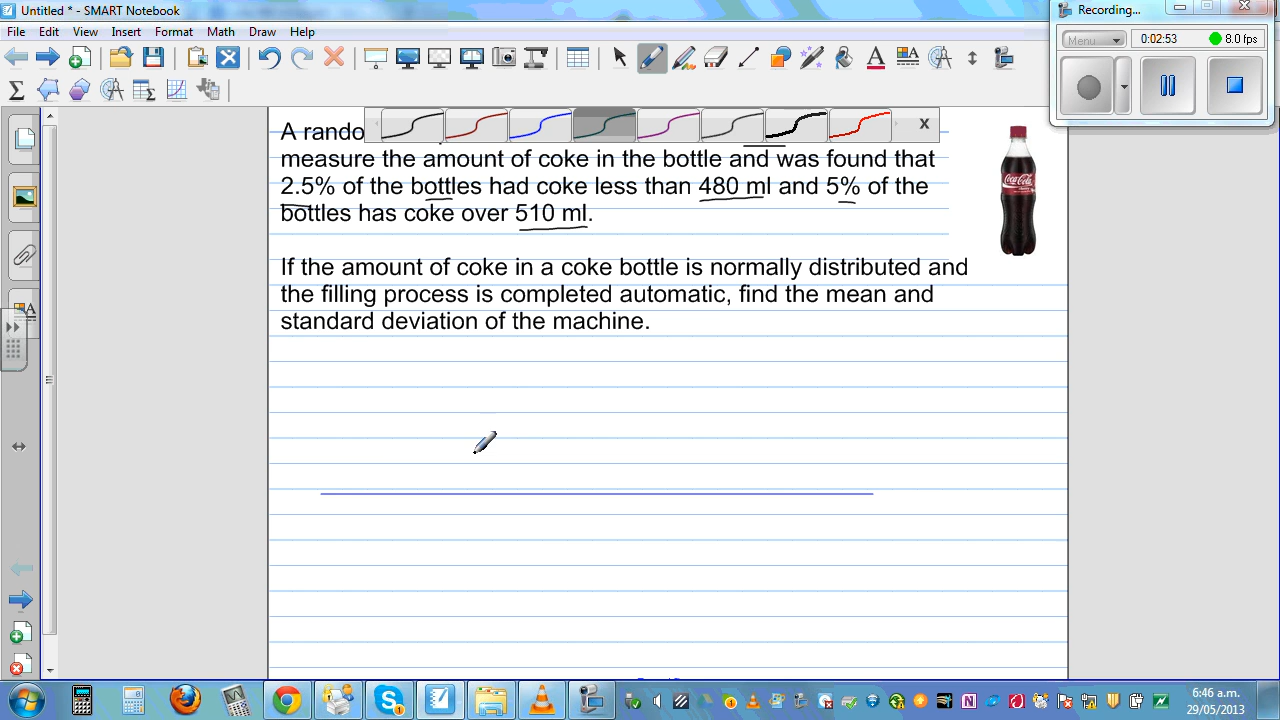 Untitled * - SMART Notebook
File Edit View Insert Format Math Draw Help
Recording...
Menu 0:02:53 8.0 fps
A rando
x
measure the amount of coke in the bottle and was found that
2.5% of the bottles had coke less than 480 ml and 5% of the
bottles has coke over 510 ml.
If the amount of coke in a coke bottle is normally distributed and
the filling process is completed automatic, find the mean and
standard deviation of the machine.
Coca-Cola
6:46 a.m.
29/05/2013